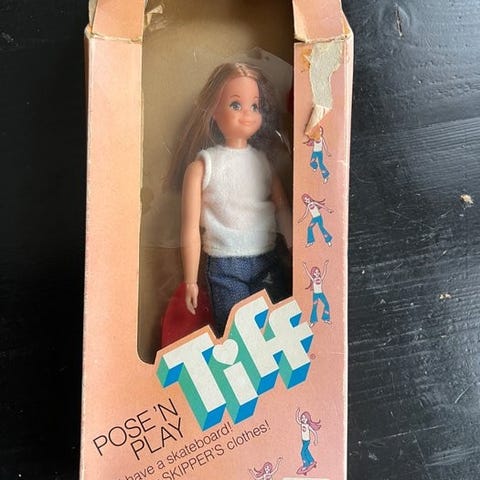 Tiff
®
POSE'N
PLAY
have a skateboard!
SKIPPER'S clothes!